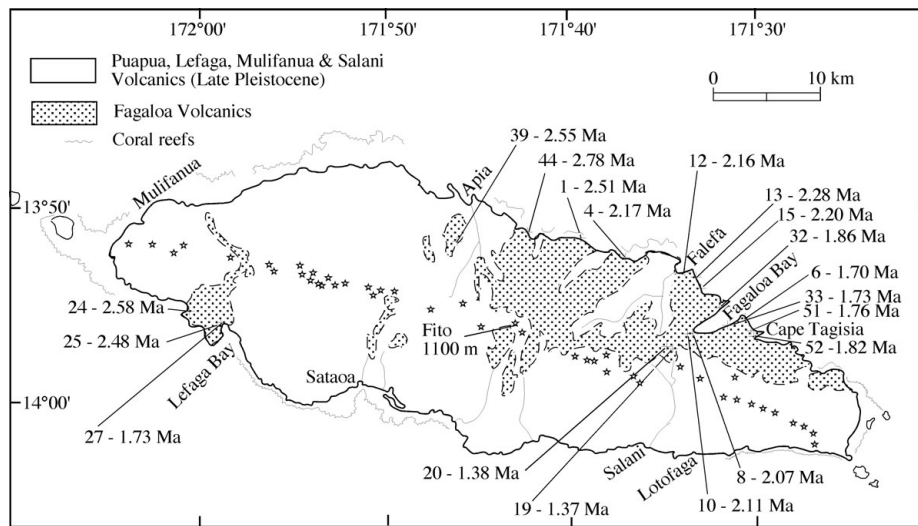 172°00' 171°50' 171°40' 171°30'
Puapua, Lefaga, Mulifanua & Salani
Volcanics (Late Pleistocene)
Fagaloa Volcanics
Coral reefs
0 10 km
39 - 2.55 Ma
44 - 2.78 Ma
1 - 2.51 Ma
4 - 2.17 Ma
12 - 2.16 Ma
13 - 2.28 Ma
15 - 2.20 Ma
32 - 1.86 Ma
6 - 1.70 Ma
33 - 1.73 Ma
51 - 1.76 Ma
Cape Tagisia
52 - 1.82 Ma
Mulifanua
Apia
Falefa
Fagaloa Bay
13°50'
24 - 2.58 Ma
25 - 2.48 Ma
Lefaga Bay
Fito
1100 m
Sataoa
14°00'
27 - 1.73 Ma
20 - 1.38 Ma
19 - 1.37 Ma
Salani
Lotofaga
8 - 2.07 Ma
10 - 2.11 Ma